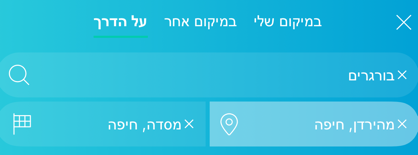 במיקום שלי במיקום אחר על הדרך
בורגרים
מהירדן, חיפה מסדה, חיפה